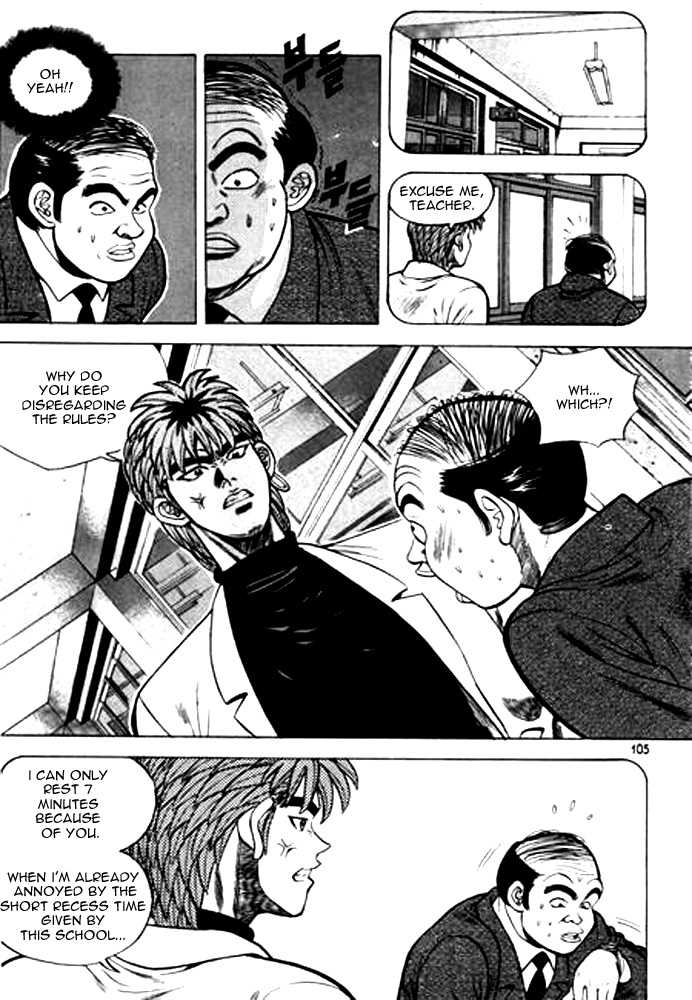 OH
YEAH!!
부들
부들
EXCUSE ME,
TEACHER.
WHY DO
YOU KEEP
DISREGARDING
THE RULES?
WH...
WHICH?!
105
I CAN ONLY
REST 7
MINUTES
BECAUSE
OF YOU.
WHEN I'M ALREADY
ANNOYED BY THE
SHORT RECESS TIME
GIVEN BY
THIS SCHOOL...